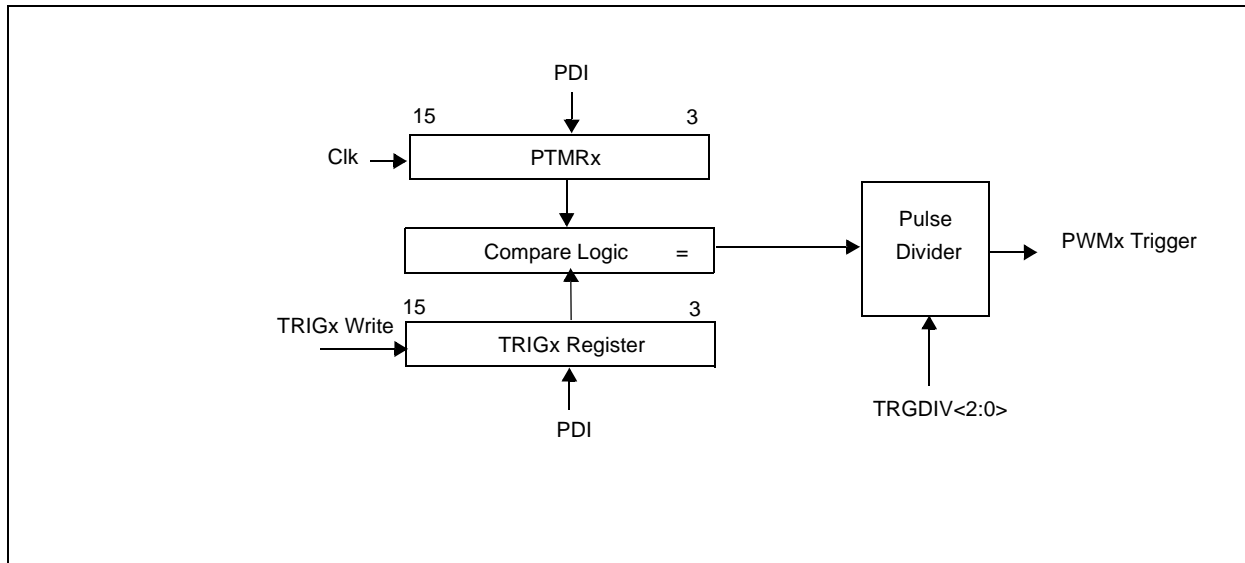 PDI
15 3
Clk PTMRx
Compare Logic =
Pulse
Divider
PWMx Trigger
15 3
TRIGx Write
TRIGx Register
PDI
TRGDIV<2:0>